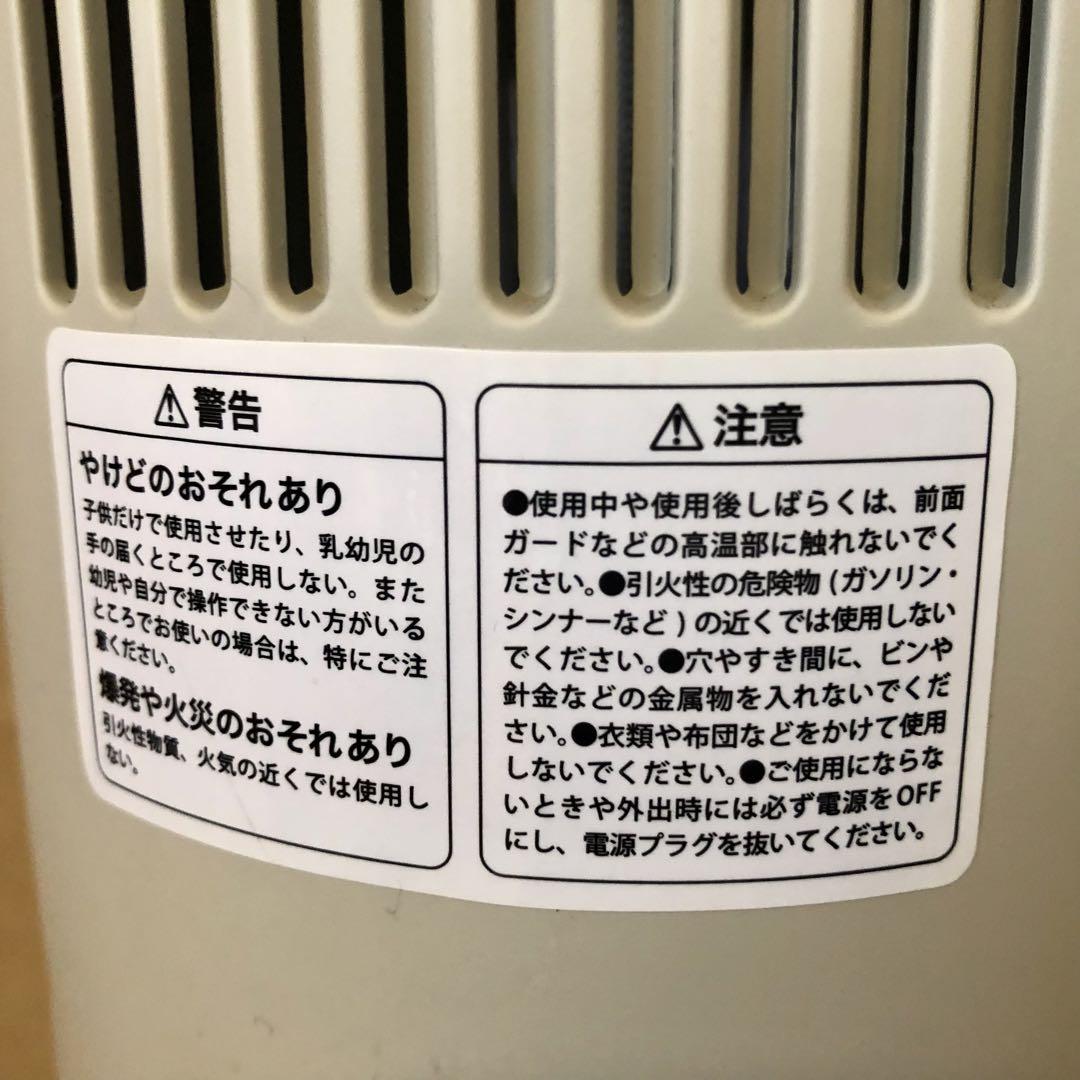 ⚠警告
やけどのおそれあり
子供だけで使用させたり、乳幼児の
手の届くところで使用しない。また
幼児や自分で操作できない方がいる
ところでお使いの場合は、特にご注
意ください。
爆発や火災のおそれあり
引火性物質、火気の近くでは使用し
ない。
⚠注意
●使用中や使用後しばらくは、前面
ガードなどの高温部に触れないでく
ださい。●引火性の危険物(ガソリン・
シンナーなど)の近くでは使用しない
でください。●穴やすき間に、ピンや
針金などの金属物を入れないでくだ
さい。●衣類や布団などをかけて使用
しないでください。●ご使用にならな
いときや外出時には必ず電源をOFF
にし、電源プラグを抜いてください。